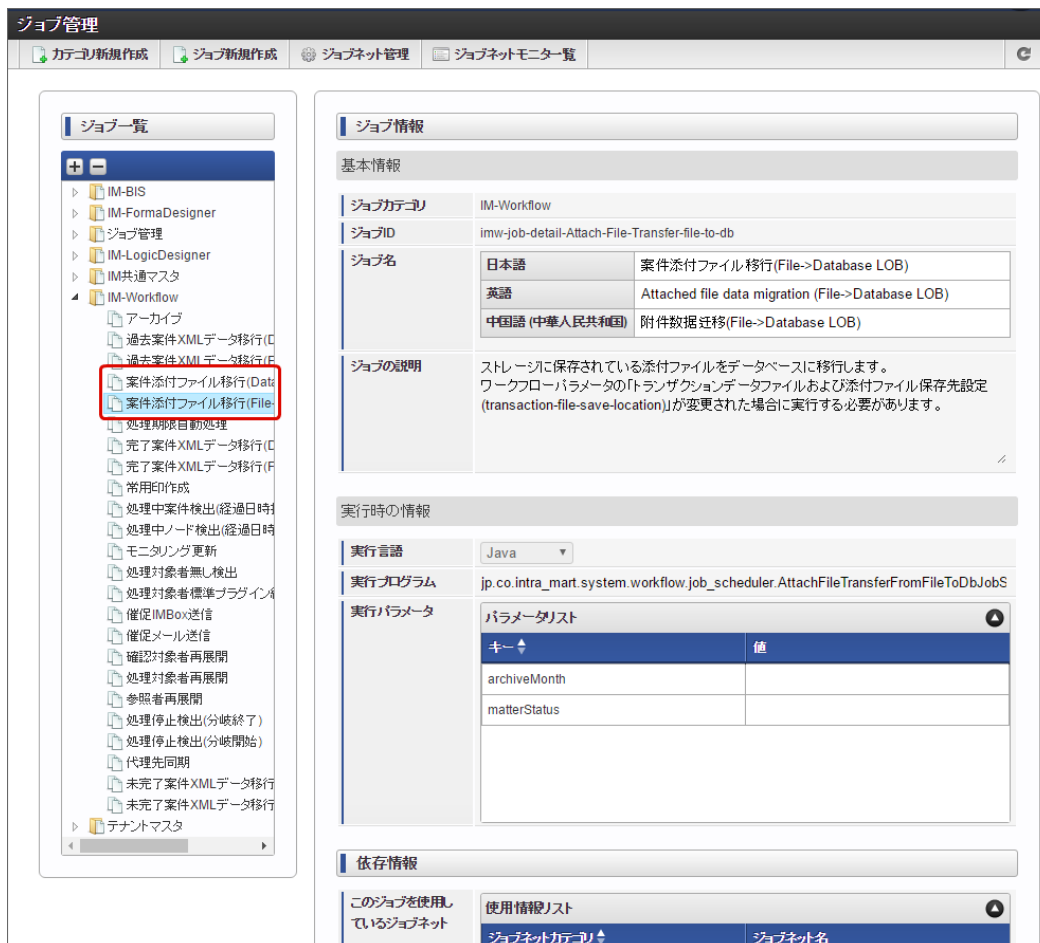 ジョブ管理
カテゴリ新規作成 ジョブ新規作成 ジョブネット管理 ジョブネットモニター覧
ジョブ一覧
IM-BIS
IM-FormaDesigner
ジョブ管理
IM-LogicDesigner
IM共通マスタ
IM-Workflow
アーカイブ
過去案件XMLデータ移行(D
過去案件XMLデータ移行(F
案件添付ファイル移行(Data
案件添付ファイル移行(File-
処理期限自動処理
完了案件XMLデータ移行(D
完了案件XMLデータ移行(F
常用印作成
処理中案件検出(経過日時
処理中ノード検出(経過日時
モニタリング更新
処理対象者無し検出
処理対象者標準プラグイン
催促IMBox送信
催促メール送信
確認対象者再展開
処理対象者再展開
参照者再展開
処理停止検出(分岐終了)
処理停止検出(分岐開始)
代理先同期
未完了案件XMLデータ移行
未完了案件XMLデータ移行
テナントマスタ
ジョブ情報
基本情報
ジョブカテゴリ IM-Workflow
ジョブID imw-job-detail-Attach-File-Transfer-file-to-db
ジョブ名 日本語 案件添付ファイル移行(File->Database LOB)
英語 Attached file data migration (File->Database LOB)
中国語 (中華人民共和国) 附件数据迁移(File->Database LOB)
ジョブの説明 ストレージに保存されている添付ファイルをデータベースに移行します。
ワークフローパラメータの「トランザクションデータファイルおよび添付ファイル保存先設定
(transaction-file-save-location)」が変更された場合に実行する必要があります。
実行時の情報
実行言語 Java
実行プログラム jp.co.intra_mart.system.workflow.job_scheduler.AttachFileTransferFromFileToDbJobS
実行パラメータ パラメータリスト
キー 値
archiveMonth
matterStatus
依存情報
このジョブを使用し 使用情報リスト
ているジョブネット
ジョブネットカテゴリ ジョブネット名